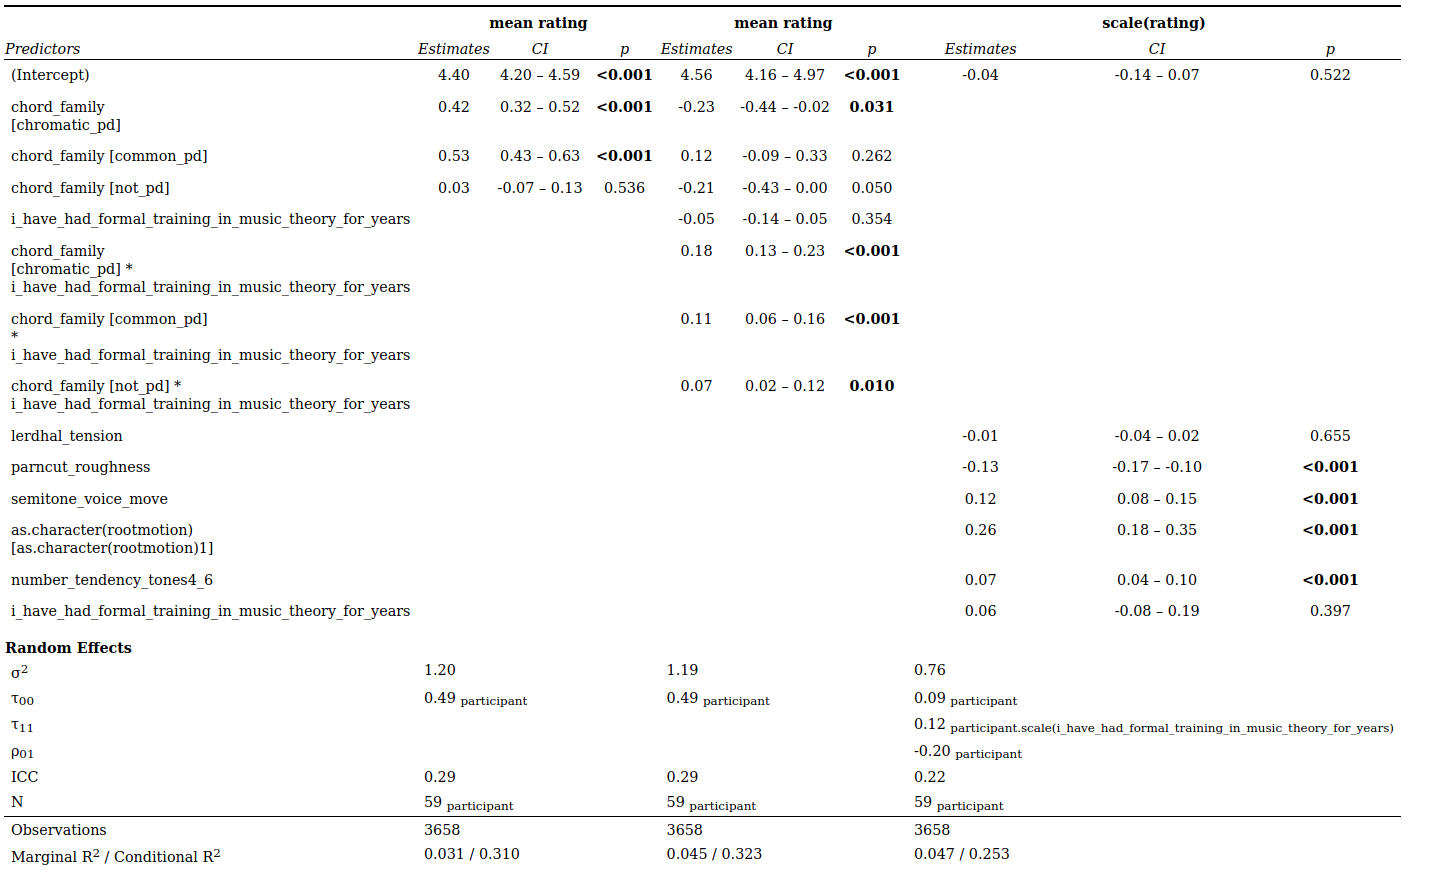 mean rating mean rating scale(rating)
Predictors Estimates CI p Estimates CI p Estimates CI p
(Intercept) 4.40 4.20 – 4.59 <0.001 4.56 4.16 – 4.97 <0.001 -0.04 -0.14 – 0.07 0.522
chord_family 0.42 0.32 – 0.52 <0.001 -0.23 -0.44 – -0.02 0.031
[chromatic_pd]
chord_family [common_pd] 0.53 0.43 – 0.63 <0.001 0.12 -0.09 – 0.33 0.262
chord_family [not_pd] 0.03 -0.07 – 0.13 0.536 -0.21 -0.43 – 0.00 0.050
i_have_had_formal_training_in_music_theory_for_years -0.05 -0.14 – 0.05 0.354
chord_family 0.18 0.13 – 0.23 <0.001
[chromatic_pd] *
i_have_had_formal_training_in_music_theory_for_years
chord_family [common_pd] 0.11 0.06 – 0.16 <0.001
*
i_have_had_formal_training_in_music_theory_for_years
chord_family [not_pd] * 0.07 0.02 – 0.12 0.010
i_have_had_formal_training_in_music_theory_for_years
lerdhal_tension -0.01 -0.04 – 0.02 0.655
parncut_roughness -0.13 -0.17 – -0.10 <0.001
semitone_voice_move 0.12 0.08 – 0.15 <0.001
as.character(rootmotion) 0.26 0.18 – 0.35 <0.001
[as.character(rootmotion)1]
number_tendency_tones4_6 0.07 0.04 – 0.10 <0.001
i_have_had_formal_training_in_music_theory_for_years 0.06 -0.08 – 0.19 0.397
Random Effects
σ2 1.20 1.19 0.76
τ00 0.49 participant 0.49 participant 0.09 participant
τ11 0.12 participant.scale(i_have_had_formal_training_in_music_theory_for_years)
ρ01 -0.20 participant
ICC 0.29 0.29 0.22
N 59 participant 59 participant 59 participant
Observations 3658 3658 3658
Marginal R2 / Conditional R2 0.031 / 0.310 0.045 / 0.323 0.047 / 0.253